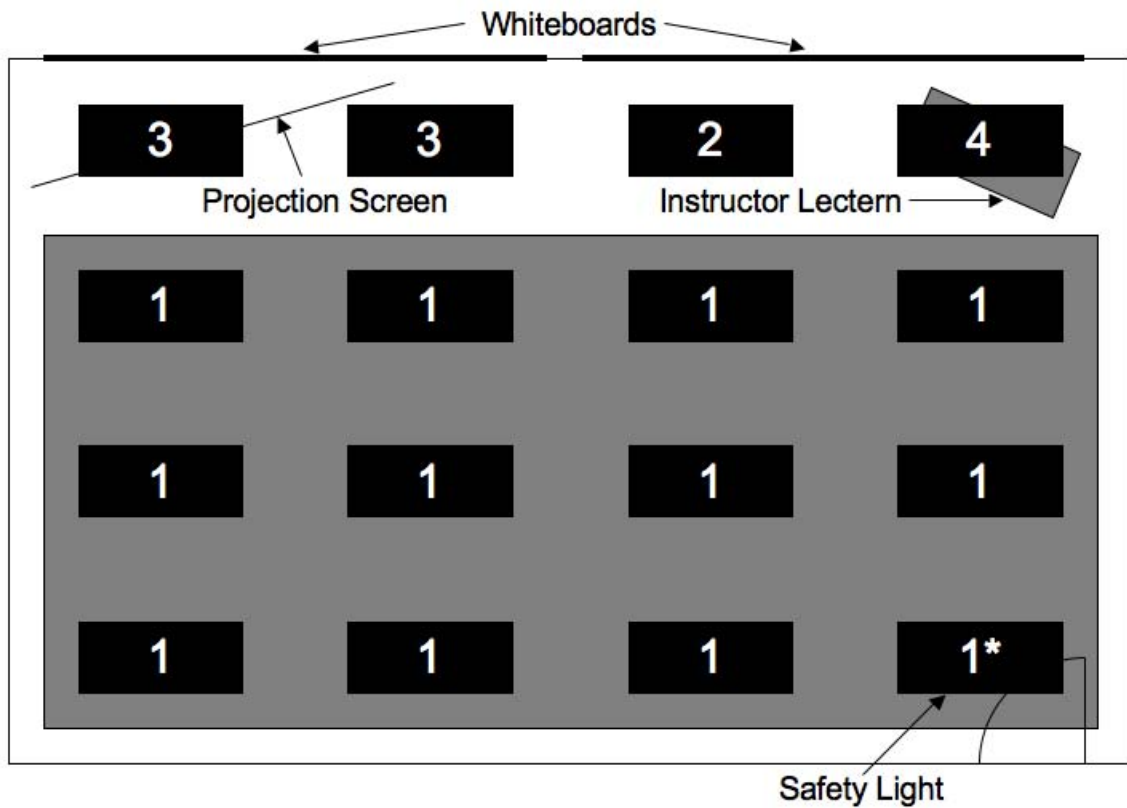 Whiteboards
3 3 2 4
Projection Screen Instructor Lectern
1 1 1 1
1 1 1 1
1 1 1 1*
Safety Light